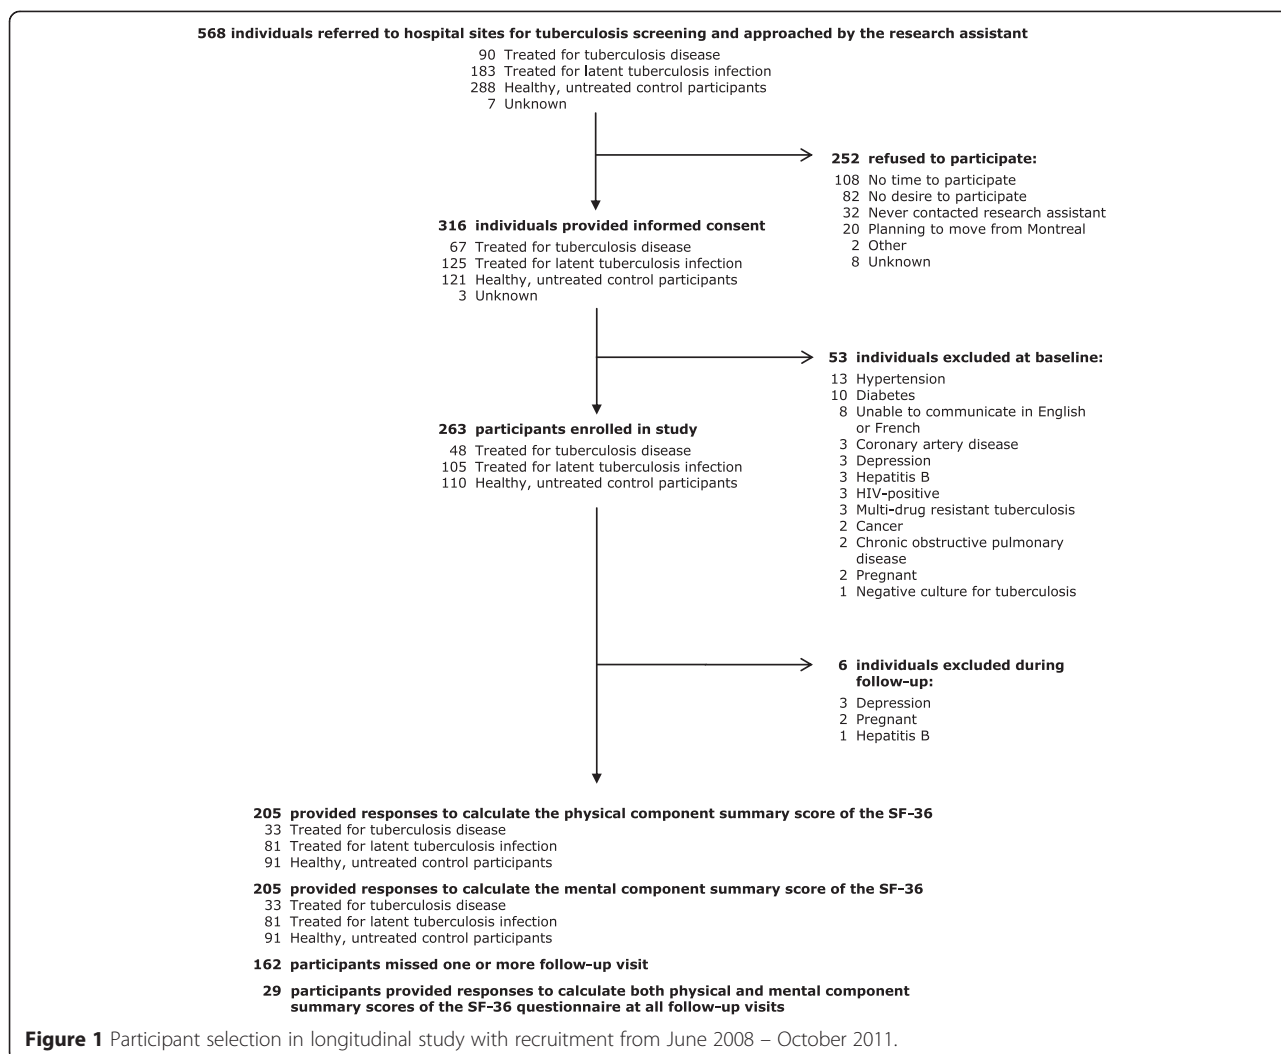 568 individuals referred to hospital sites for tuberculosis screening and approached by the research assistant
90 Treated for tuberculosis disease
183 Treated for latent tuberculosis infection
288 Healthy, untreated control participants
7 Unknown
252 refused to participate:
108 No time to participate
82 No desire to participate
32 Never contacted research assistant
20 Planning to move from Montreal
2 Other
8 Unknown
316 individuals provided informed consent
67 Treated for tuberculosis disease
125 Treated for latent tuberculosis infection
121 Healthy, untreated control participants
3 Unknown
53 individuals excluded at baseline:
13 Hypertension
10 Diabetes
8 Unable to communicate in English
or French
3 Coronary artery disease
3 Depression
3 Hepatitis B
3 HIV-positive
3 Multi-drug resistant tuberculosis
2 Cancer
2 Chronic obstructive pulmonary
disease
2 Pregnant
1 Negative culture for tuberculosis
263 participants enrolled in study
48 Treated for tuberculosis disease
105 Treated for latent tuberculosis infection
110 Healthy, untreated control participants
6 individuals excluded during
follow-up:
3 Depression
2 Pregnant
1 Hepatitis B
205 provided responses to calculate the physical component summary score of the SF-36
33 Treated for tuberculosis disease
81 Treated for latent tuberculosis infection
91 Healthy, untreated control participants
205 provided responses to calculate the mental component summary score of the SF-36
33 Treated for tuberculosis disease
81 Treated for latent tuberculosis infection
91 Healthy, untreated control participants
162 participants missed one or more follow-up visit
29 participants provided responses to calculate both physical and mental component
summary scores of the SF-36 questionnaire at all follow-up visits
Figure 1 Participant selection in longitudinal study with recruitment from June 2008 – October 2011.